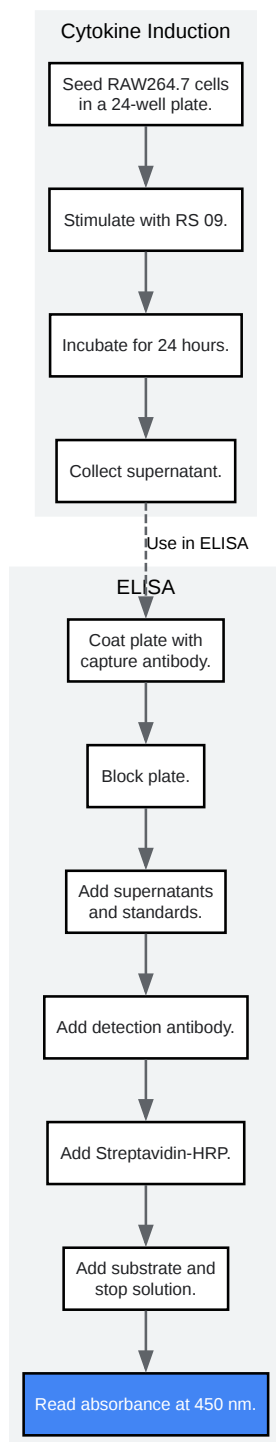 Cytokine Induction
Seed RAW264.7 cells
in a 24-well plate.
Stimulate with RS 09.
Incubate for 24 hours.
Collect supernatant.
Use in ELISA
ELISA
Coat plate with
capture antibody.
Block plate.
Add supernatants
and standards.
Add detection antibody.
Add Streptavidin-HRP.
Add substrate and
stop solution.
Read absorbance at 450 nm.